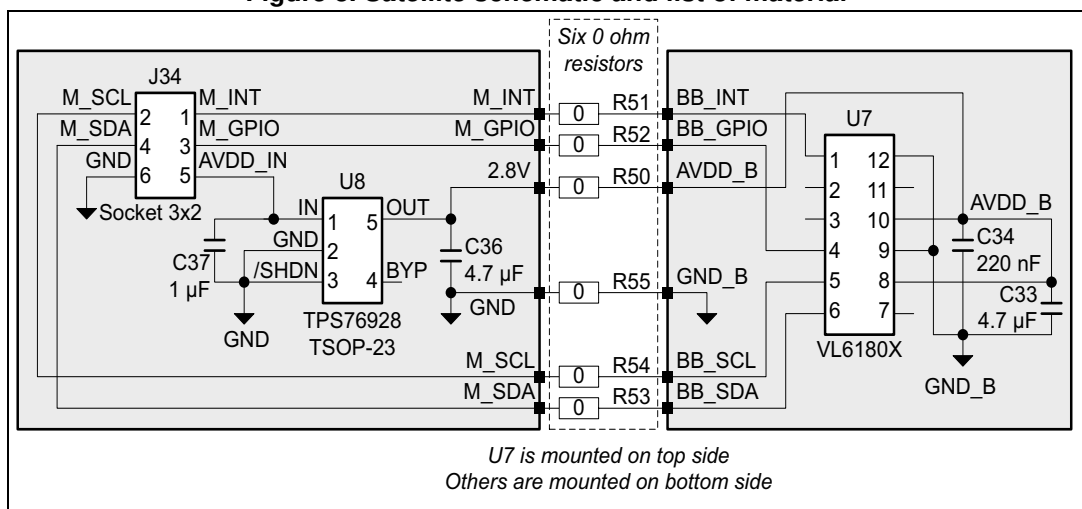 Figure 6. Satellite schematic and list of material
Six 0 ohm
resistors
J34
M_SCL
2
1
M_INT
M_INT
0
R51
BB_INT
M_SDA
4
3
M_GPIO
M_GPIO
0
R52
BB_GPIO
GND
6
5
AVDD_IN
2.8V
0
R50
AVDD_B
Socket 3x2
U8
IN
1
5
OUT
GND
2
/SHDN
3
4
BYP
C37
1 µF
C36
4.7 µF
GND
GND
TPS76928
TSOP-23
0
R55
GND_B
M_SCL
0
R54
BB_SCL
M_SDA
0
R53
BB_SDA
U7
1
12
2
11
3
10
4
9
5
8
6
7
VL6180X
AVDD_B
C34
220 nF
C33
4.7 µF
GND_B
U7 is mounted on top side
Others are mounted on bottom side